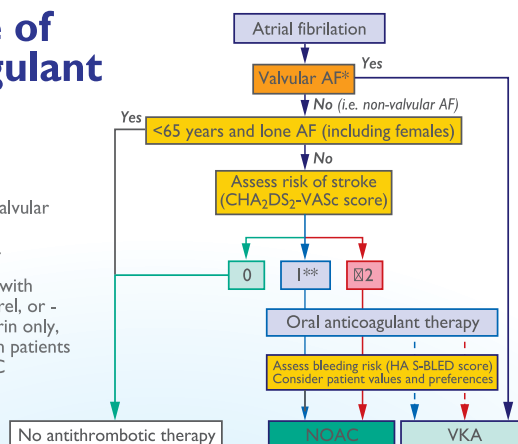 e of
gulant
Atrial fibrilation
Valvular AF*
Yes
No (i.e. non-valvular AF)
Yes
<65 years and lone AF (including females)
No
Assess risk of stroke
(CHA2DS2-VASc score)
alvular
with
rel, or -
rin only,
n patients
C
0
1**
2
Oral anticoagulant therapy
Assess bleeding risk (HA S-BLED score)
Consider patient values and preferences
No antithrombotic therapy
NOAC
VKA